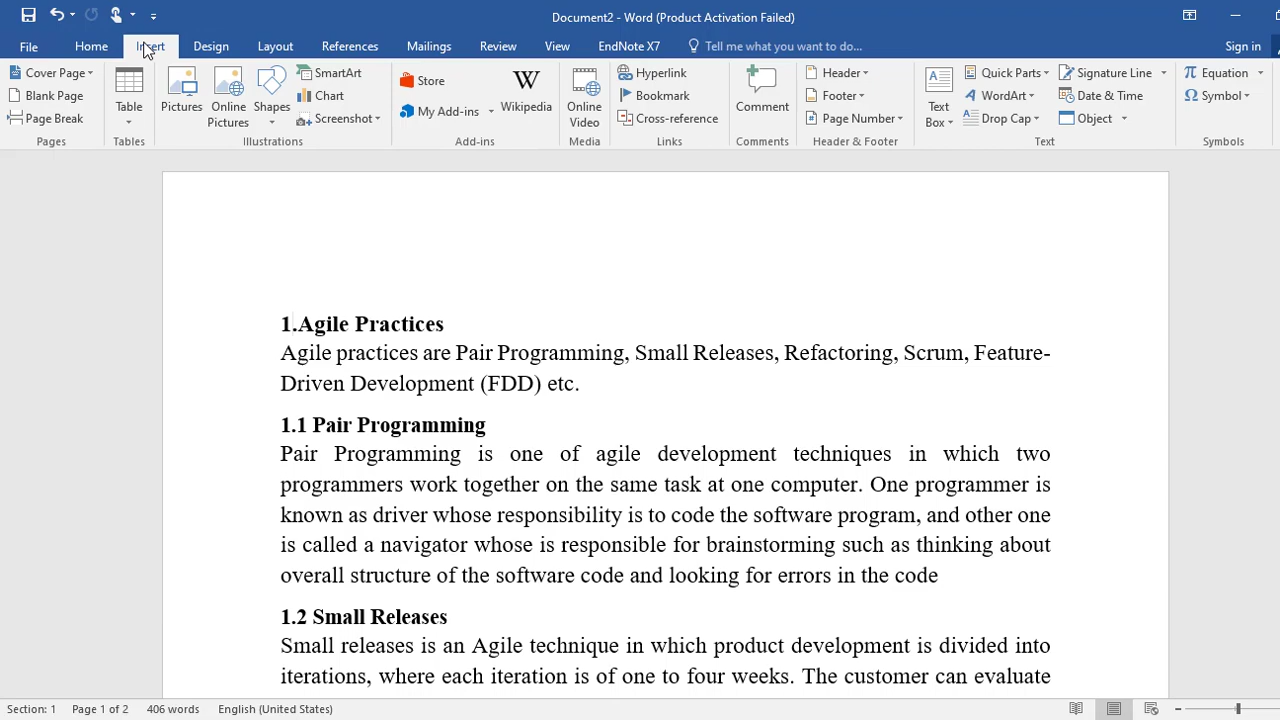 Document2 - Word (Product Activation Failed)
File Home Insert Design Layout References Mailings Review View EndNote X7 Tell me what you want to do... Sign in
Cover Page
Blank Page
Page Break
Pages
Table
Tables
Pictures
Online Pictures
Shapes
SmartArt
Chart
Screenshot
Illustrations
Store
My Add-ins
W
Wikipedia
Add-ins
Online Video
Media
Hyperlink
Bookmark
Cross-reference
Links
Comment
Comments
Header
Footer
Page Number
Header & Footer
Text Box
Quick Parts
WordArt
Drop Cap
Signature Line
Date & Time
Object
Text
Equation
Symbol
Symbols
1.Agile Practices
Agile practices are Pair Programming, Small Releases, Refactoring, Scrum, Feature-
Driven Development (FDD) etc.
1.1 Pair Programming
Pair Programming is one of agile development techniques in which two
programmers work together on the same task at one computer. One programmer is
known as driver whose responsibility is to code the software program, and other one
is called a navigator whose is responsible for brainstorming such as thinking about
overall structure of the software code and looking for errors in the code
1.2 Small Releases
Small releases is an Agile technique in which product development is divided into
iterations, where each iteration is of one to four weeks. The customer can evaluate
Section: 1 Page 1 of 2 406 words English (United States)